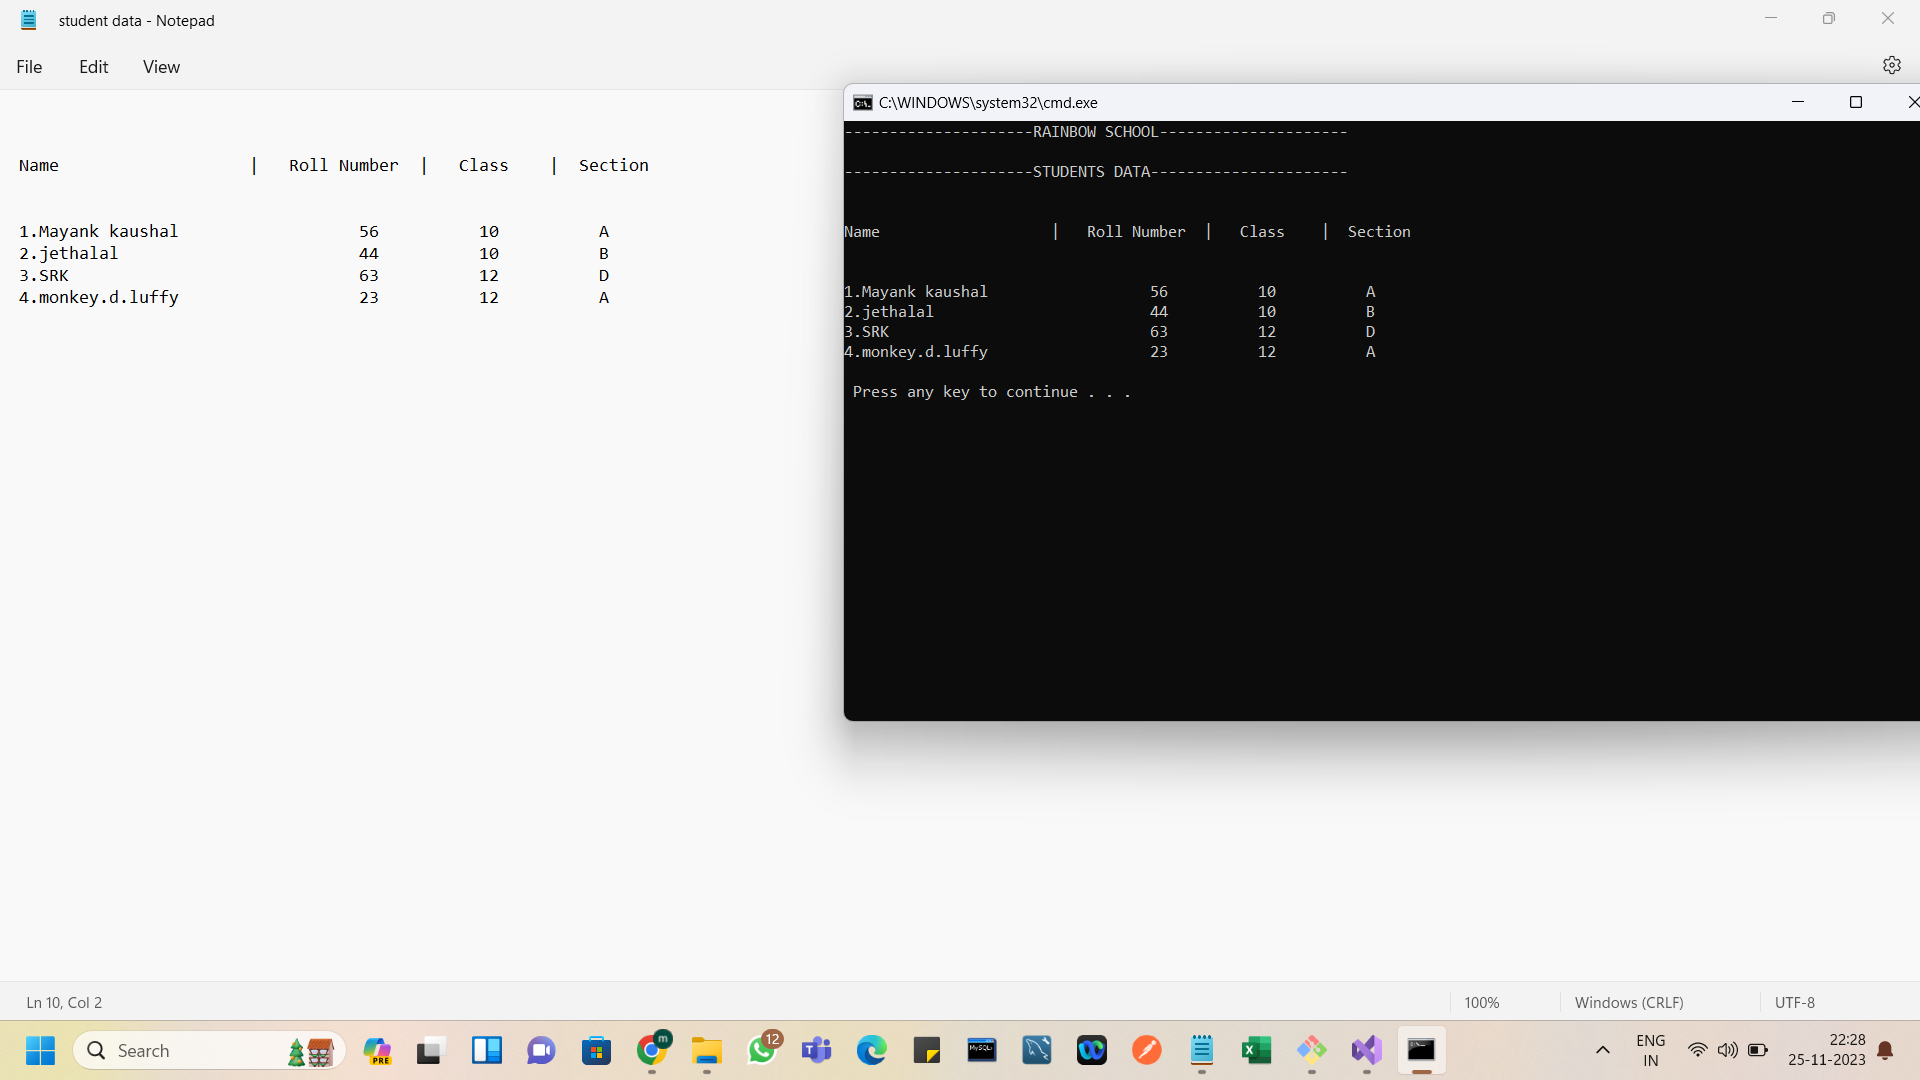 student data - Notepad
File Edit View
Name | Roll Number | Class | Section
1.Mayank kaushal 56 10 A
2.jethalal 44 10 B
3.SRK 63 12 D
4.monkey.d.luffy 23 12 A
C:\WINDOWS\system32\cmd.exe
---------------------RAINBOW SCHOOL---------------------
---------------------STUDENTS DATA----------------------
Name | Roll Number | Class | Section
1.Mayank kaushal 56 10 A
2.jethalal 44 10 B
3.SRK 63 12 D
4.monkey.d.luffy 23 12 A
Press any key to continue . . .
Ln 10, Col 2 100% Windows (CRLF) UTF-8
Search PRE m 12 MySQL ENG 22:28
IN 25-11-2023